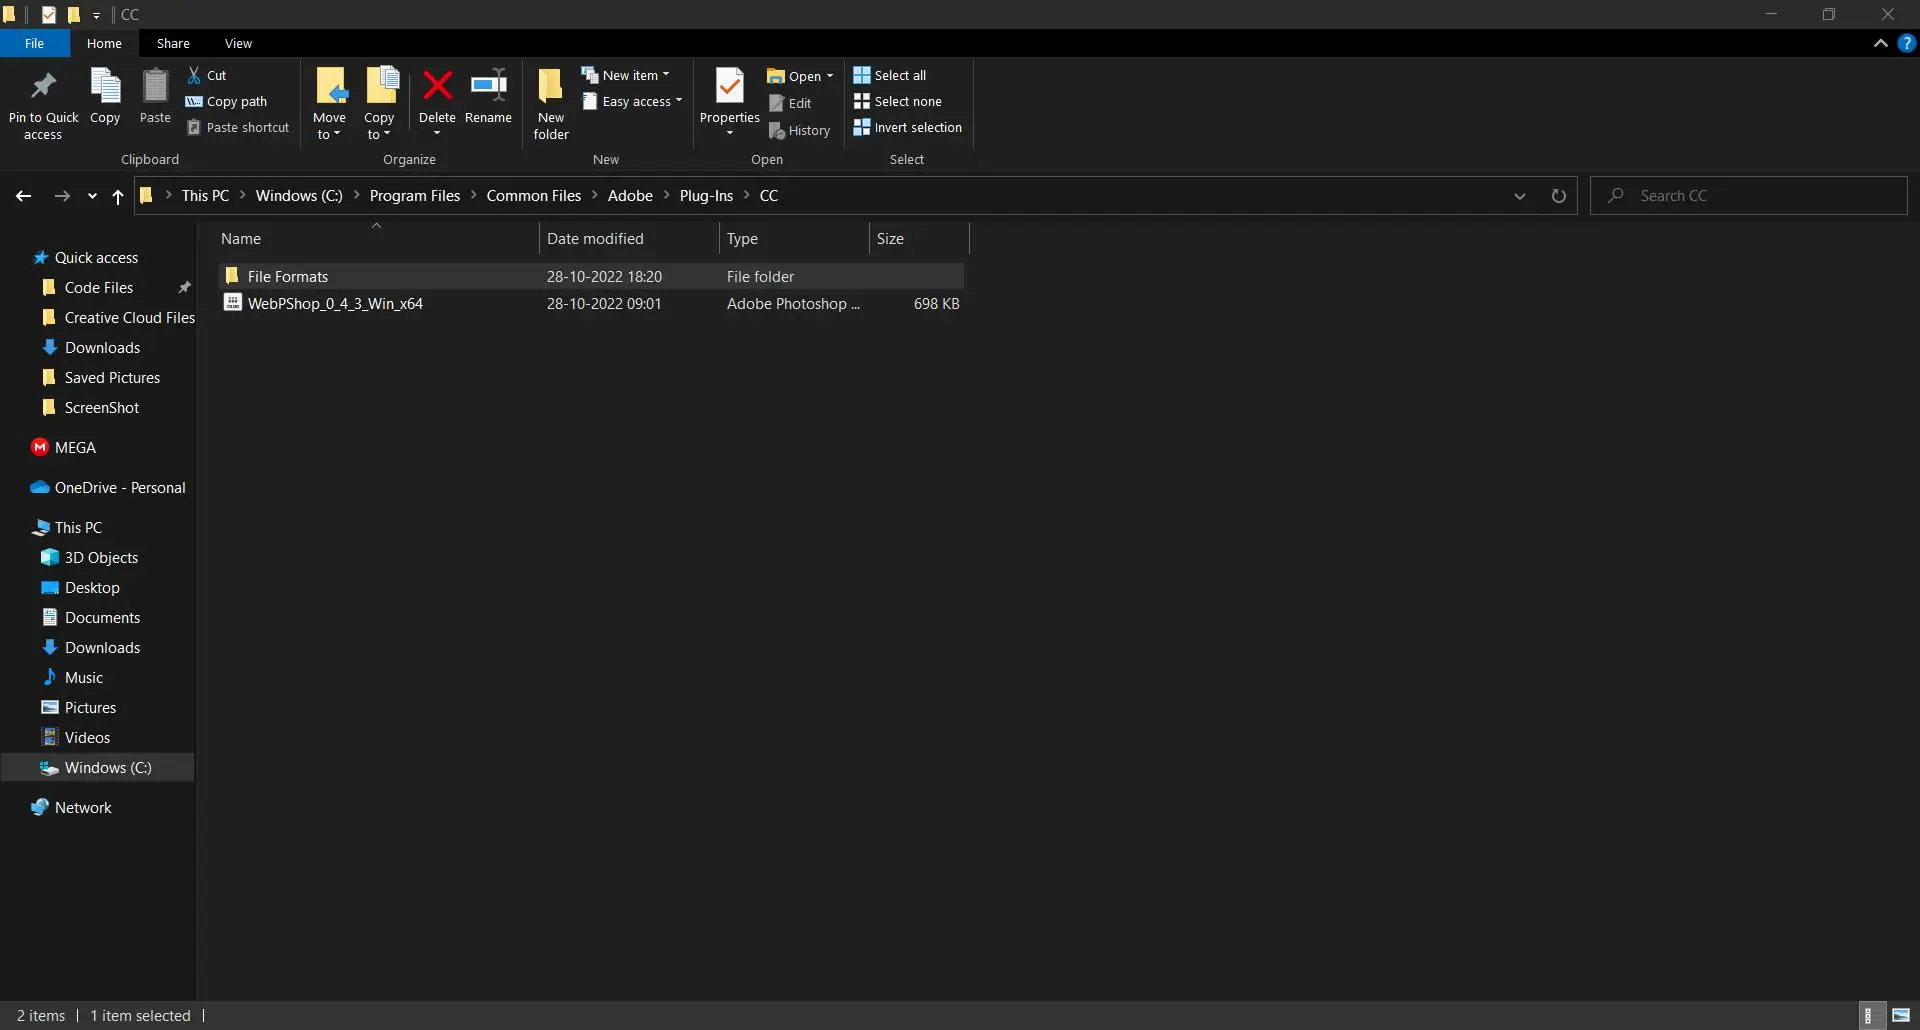 CC
File Home Share View
Pin to Quick access
Copy
Paste
Cut
Copy path
Paste shortcut
Clipboard
Move to
Copy to
Delete
Rename
Organize
New folder
New item
Easy access
New
Properties
Open
Edit
History
Open
Select all
Select none
Invert selection
Select
This PC Windows (C:) Program Files Common Files Adobe Plug-Ins CC
Search CC
Name Date modified Type Size
File Formats 28-10-2022 18:20 File folder
WebPShop_0_4_3_Win_x64 28-10-2022 09:01 Adobe Photoshop ... 698 KB
Quick access
Code Files
Creative Cloud Files
Downloads
Saved Pictures
ScreenShot
M MEGA
OneDrive - Personal
This PC
3D Objects
Desktop
Documents
Downloads
Music
Pictures
Videos
Windows (C:)
Network
2 items 1 item selected